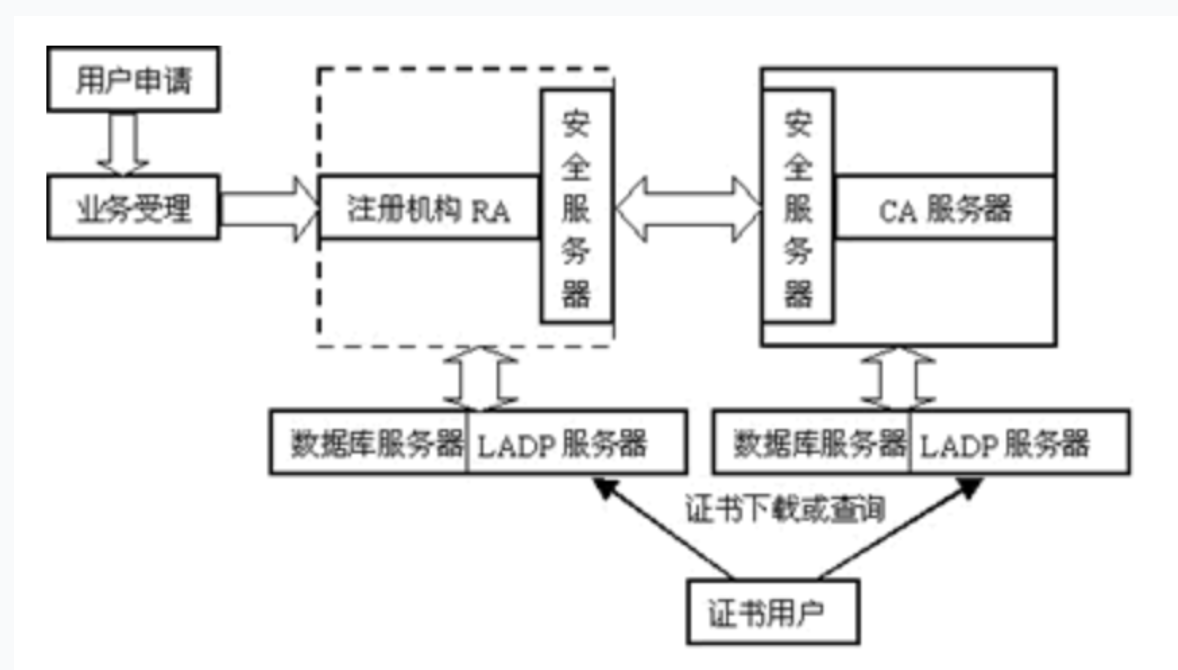 用户申请
业务受理
注册机构 RA
安全服务器
安全服务器
CA 服务器
数据库服务器
LADP 服务器
数据库服务器
LADP 服务器
证书下载或查询
证书用户